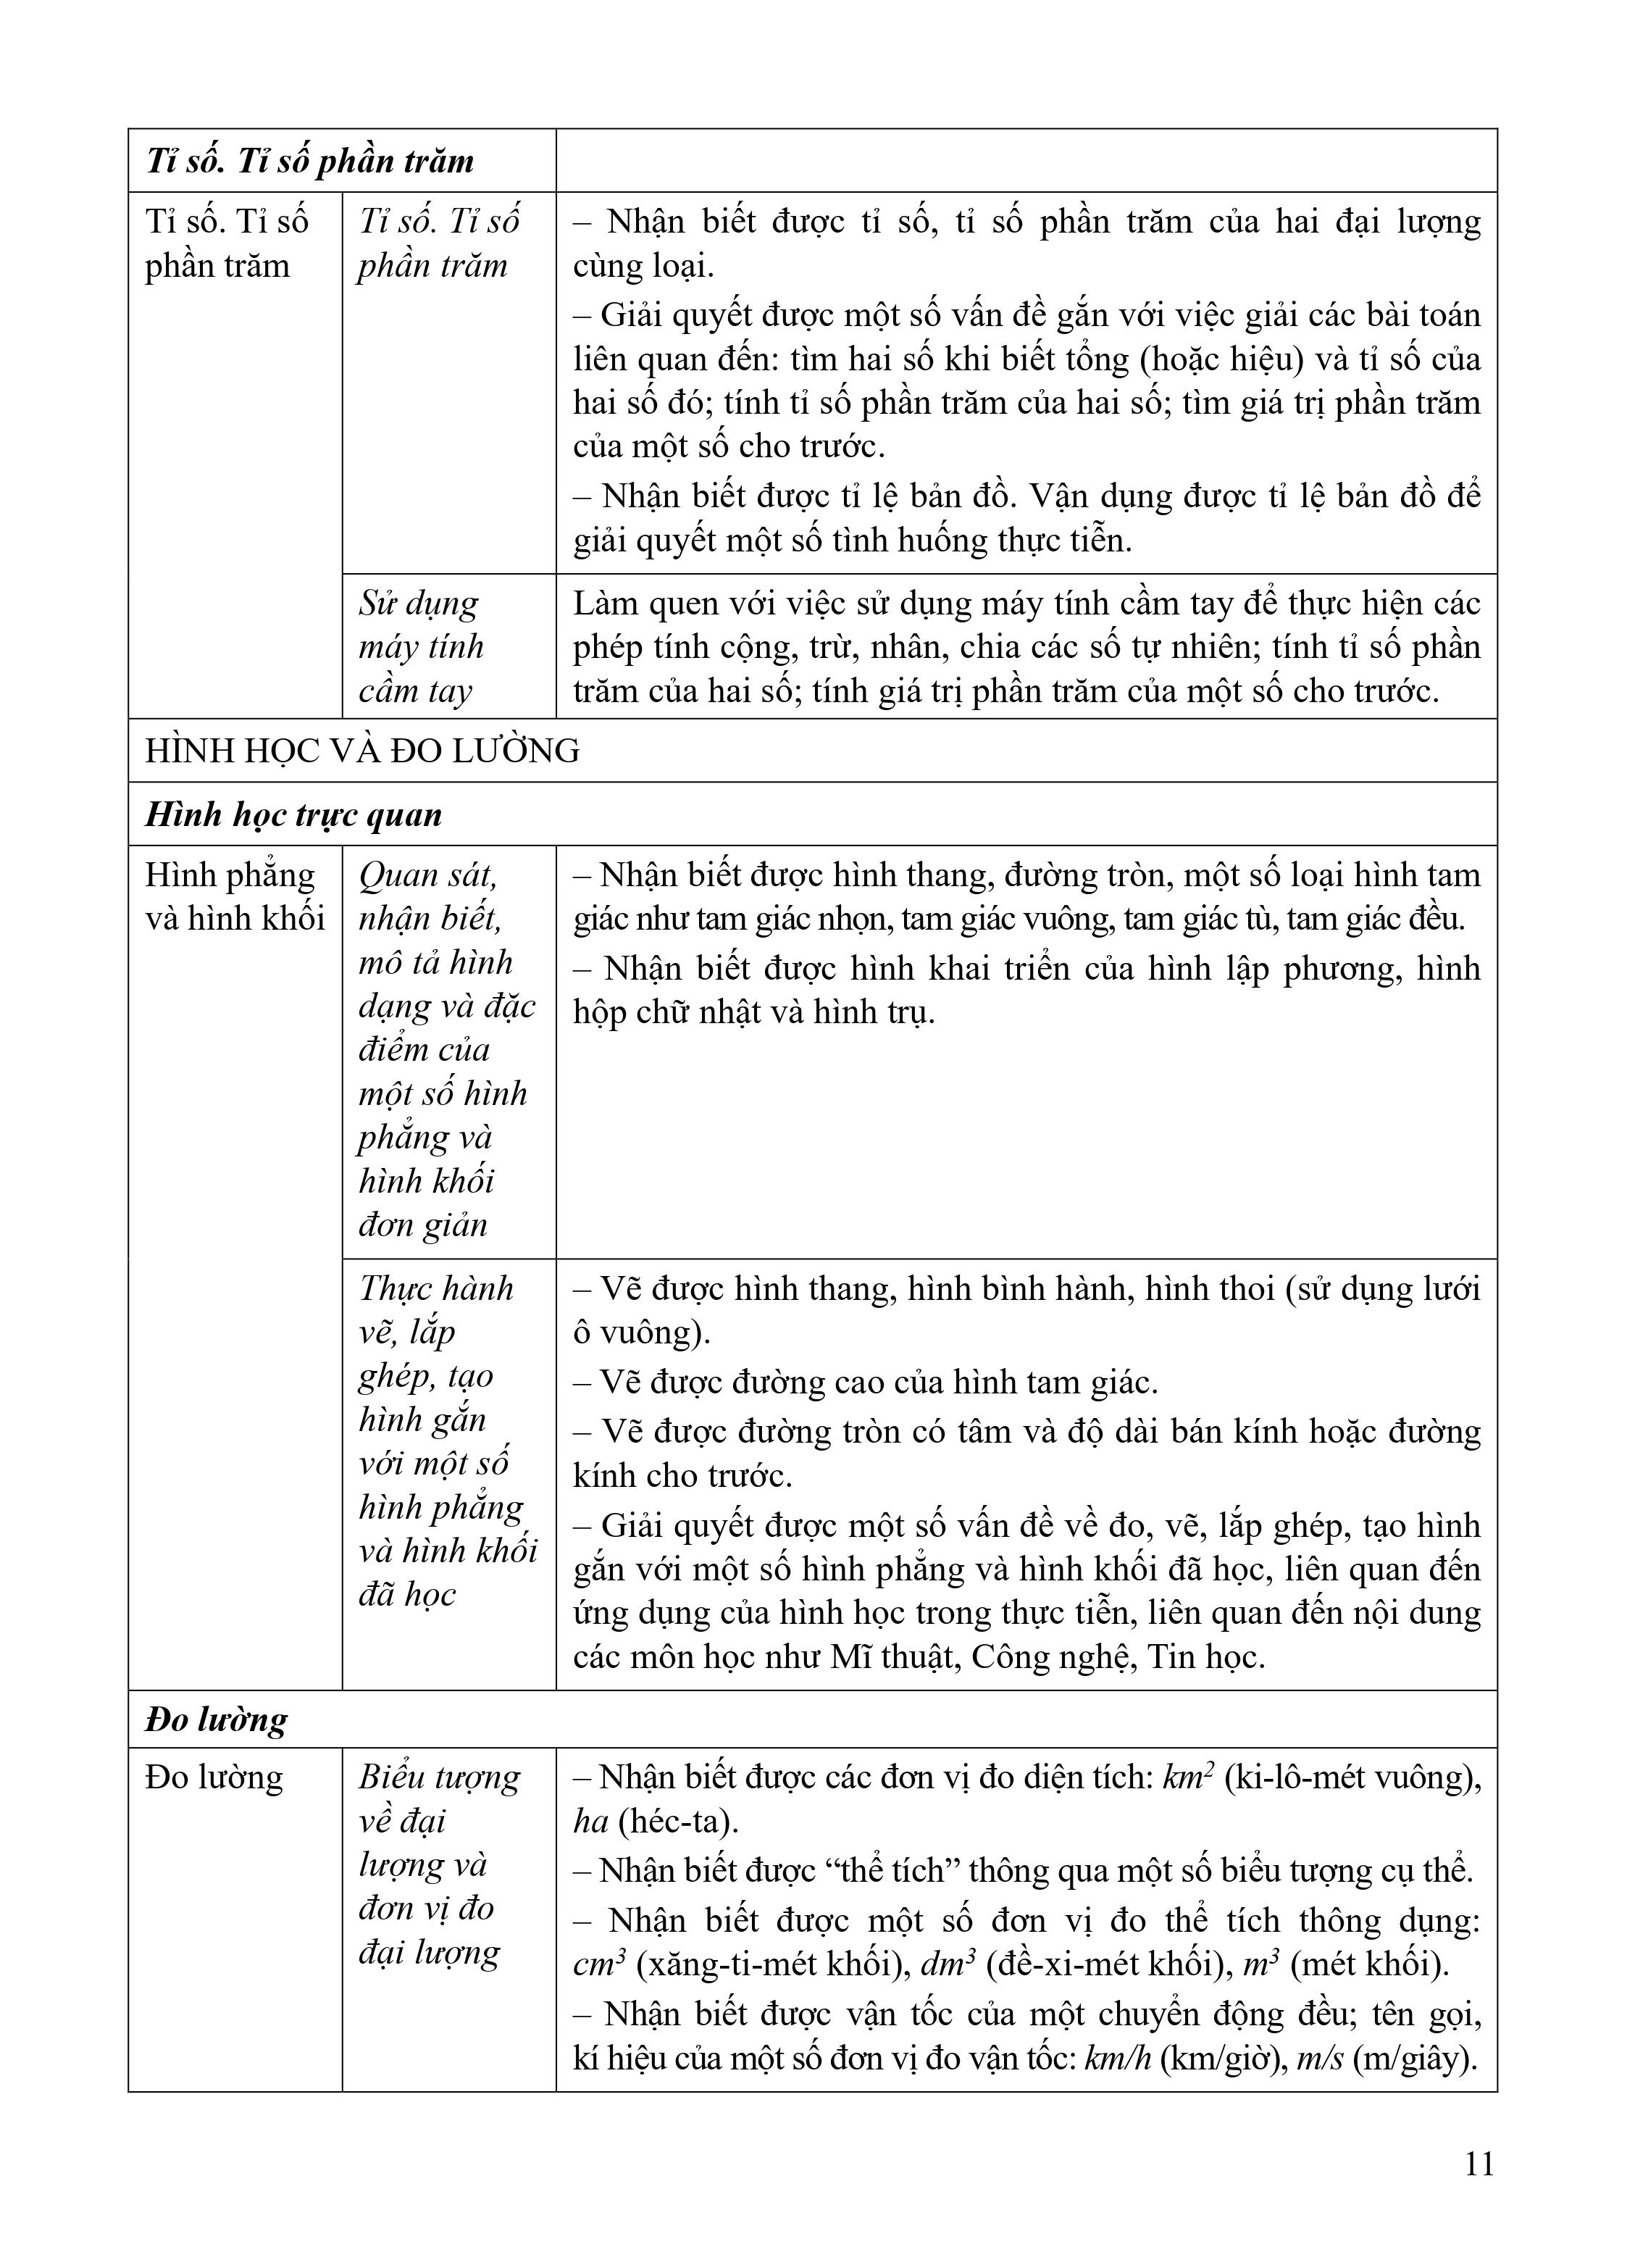 Tỉ số. Tỉ số phần trăm
Tỉ số. Tỉ số
phần trăm
Tỉ số. Tỉ số
phần trăm
– Nhận biết được tỉ số, tỉ số phần trăm của hai đại lượng
cùng loại.
– Giải quyết được một số vấn đề gắn với việc giải các bài toán
liên quan đến: tìm hai số khi biết tổng (hoặc hiệu) và tỉ số của
hai số đó; tính tỉ số phần trăm của hai số; tìm giá trị phần trăm
của một số cho trước.
– Nhận biết được tỉ lệ bản đồ. Vận dụng được tỉ lệ bản đồ để
giải quyết một số tình huống thực tiễn.
Sử dụng
máy tính
cầm tay
Làm quen với việc sử dụng máy tính cầm tay để thực hiện các
phép tính cộng, trừ, nhân, chia các số tự nhiên; tính tỉ số phần
trăm của hai số; tính giá trị phần trăm của một số cho trước.
HÌNH HỌC VÀ ĐO LƯỜNG
Hình học trực quan
Hình phẳng
và hình khối
Quan sát,
nhận biết,
mô tả hình
dạng và đặc
điểm của
một số hình
phẳng và
hình khối
đơn giản
– Nhận biết được hình thang, đường tròn, một số loại hình tam
giác như tam giác nhọn, tam giác vuông, tam giác tù, tam giác đều.
– Nhận biết được hình khai triển của hình lập phương, hình
hộp chữ nhật và hình trụ.
Thực hành
vẽ, lắp
ghép, tạo
hình gắn
với một số
hình phẳng
và hình khối
đã học
– Vẽ được hình thang, hình bình hành, hình thoi (sử dụng lưới
ô vuông).
– Vẽ được đường cao của hình tam giác.
– Vẽ được đường tròn có tâm và độ dài bán kính hoặc đường
kính cho trước.
– Giải quyết được một số vấn đề về đo, vẽ, lắp ghép, tạo hình
gắn với một số hình phẳng và hình khối đã học, liên quan đến
ứng dụng của hình học trong thực tiễn, liên quan đến nội dung
các môn học như Mĩ thuật, Công nghệ, Tin học.
Đo lường
Đo lường
Biểu tượng
về đại
lượng và
đơn vị đo
đại lượng
– Nhận biết được các đơn vị đo diện tích: km² (ki-lô-mét vuông),
ha (héc-ta).
– Nhận biết được “thể tích” thông qua một số biểu tượng cụ thể.
– Nhận biết được một số đơn vị đo thể tích thông dụng:
cm³ (xăng-ti-mét khối), dm³ (đề-xi-mét khối), m³ (mét khối).
– Nhận biết được vận tốc của một chuyển động đều; tên gọi,
kí hiệu của một số đơn vị đo vận tốc: km/h (km/giờ), m/s (m/giây).
11